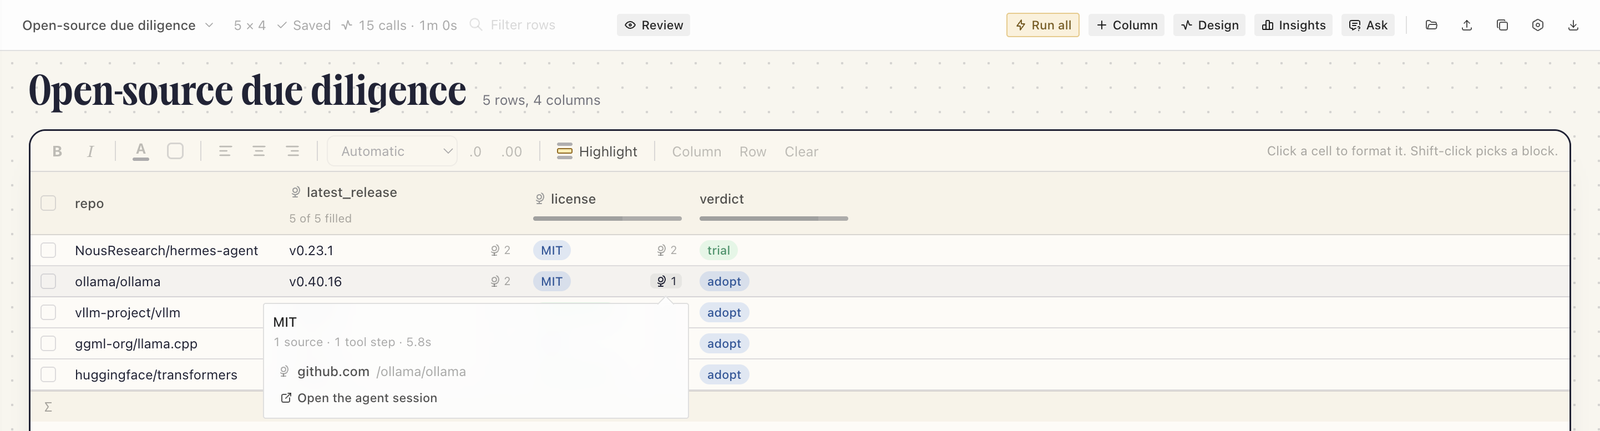 Open-source due diligence 5 × 4 Saved 15 calls · 1m 0s Filter rows Review Run all Column Design Insights Ask
Open-source due diligence 5 rows, 4 columns
B I A Automatic .0 .00 Highlight Column Row Clear Click a cell to format it. Shift-click picks a block.
repo latest_release license verdict
5 of 5 filled
NousResearch/hermes-agent v0.23.1 2 MIT 2 trial
ollama/ollama v0.40.16 2 MIT 1 adopt
vllm-project/vllm adopt
ggml-org/llama.cpp adopt
huggingface/transformers adopt
Σ
MIT
1 source · 1 tool step · 5.8s
github.com /ollama/ollama
Open the agent session